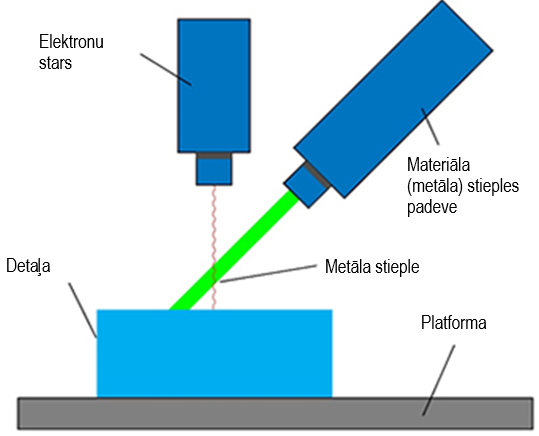 Elektronu
stars
Materiāla
(metāla) stieples
padeve
Detaļa
Metāla stieple
Platforma